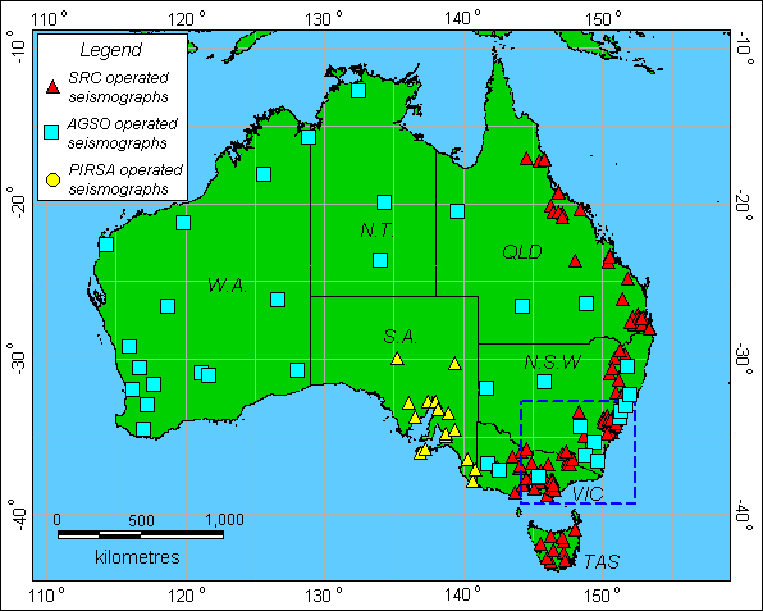 110° 120° 130° 140° 150°
-10° -10°
Legend
SRC operated
seismographs
AGSO operated
seismographs
PIRSA operated
seismographs
-20° -20°
N.T.
QLD
W.A.
S.A.
N.S.W
-30° -30°
VIC
-40° -40°
0 500 1,000
kilometres
TAS
110° 120° 130° 140° 150°